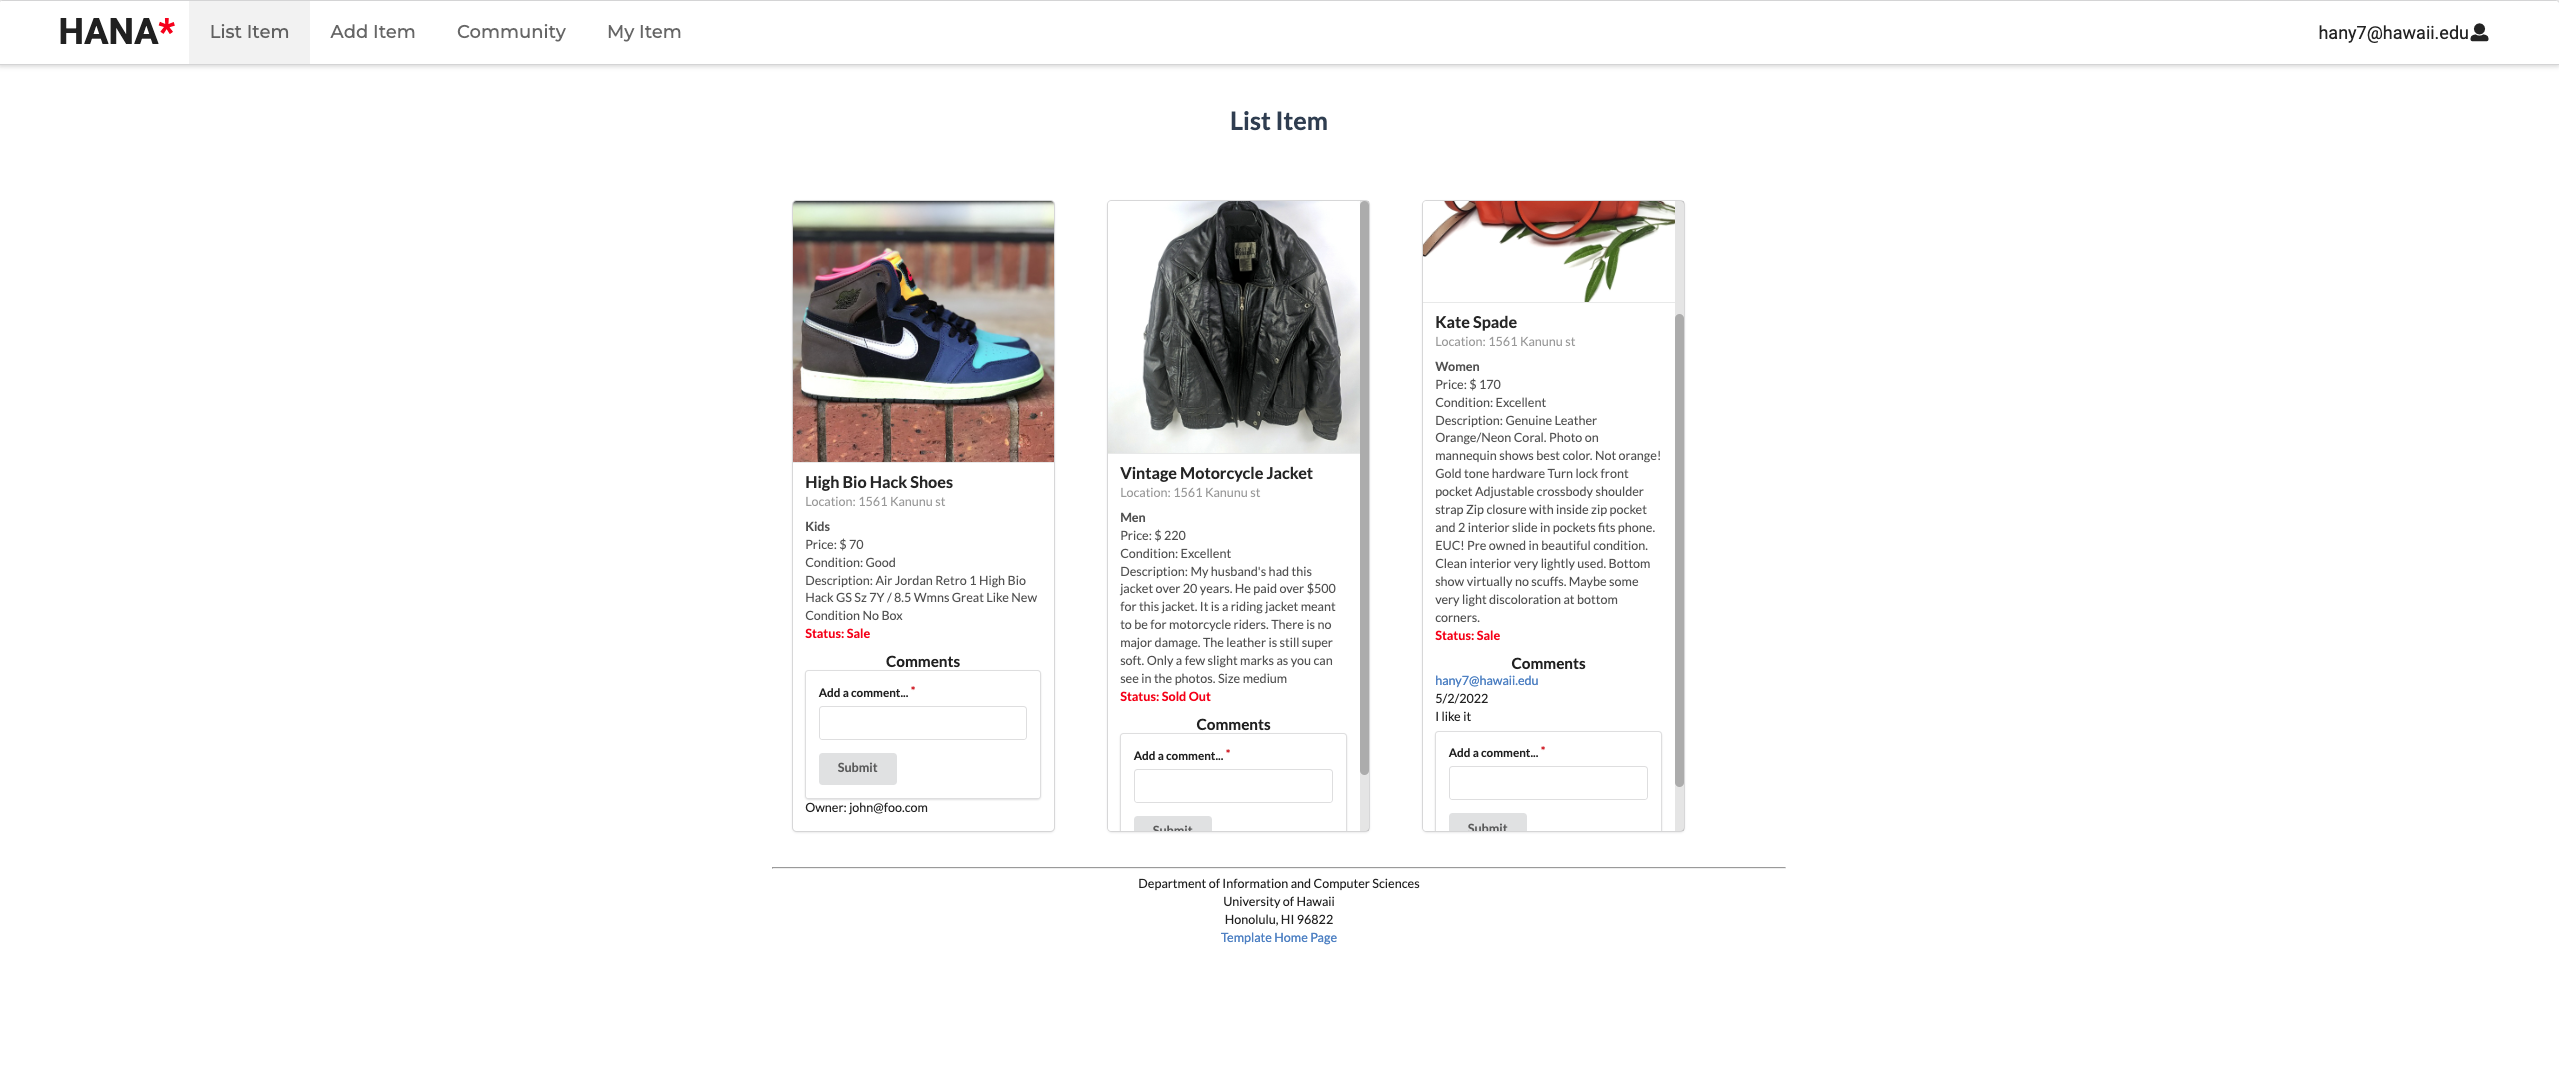 HANA*
List Item
Add Item
Community
My Item
hany7@hawaii.edu
List Item
High Bio Hack Shoes
Location: 1561 Kanunu st
Kids
Price: $ 70
Condition: Good
Description: Air Jordan Retro 1 High Bio
Hack GS Sz 7Y / 8.5 Wmns Great Like New
Condition No Box
Status: Sale
Comments
Add a comment... *
Submit
Owner: john@foo.com
Vintage Motorcycle Jacket
Location: 1561 Kanunu st
Men
Price: $ 220
Condition: Excellent
Description: My husband's had this
jacket over 20 years. He paid over $500
for this jacket. It is a riding jacket meant
to be for motorcycle riders. There is no
major damage. The leather is still super
soft. Only a few slight marks as you can
see in the photos. Size medium
Status: Sold Out
Comments
Add a comment... *
Submit
Kate Spade
Location: 1561 Kanunu st
Women
Price: $ 170
Condition: Excellent
Description: Genuine Leather
Orange/Neon Coral. Photo on
mannequin shows best color. Not orange!
Gold tone hardware Turn lock front
pocket Adjustable crossbody shoulder
strap Zip closure with inside zip pocket
and 2 interior slide in pockets fits phone.
EUC! Pre owned in beautiful condition.
Clean interior very lightly used. Bottom
show virtually no scuffs. Maybe some
very light discoloration at bottom
corners.
Status: Sale
Comments
hany7@hawaii.edu
5/2/2022
I like it
Add a comment... *
Submit
Department of Information and Computer Sciences
University of Hawaii
Honolulu, HI 96822
Template Home Page